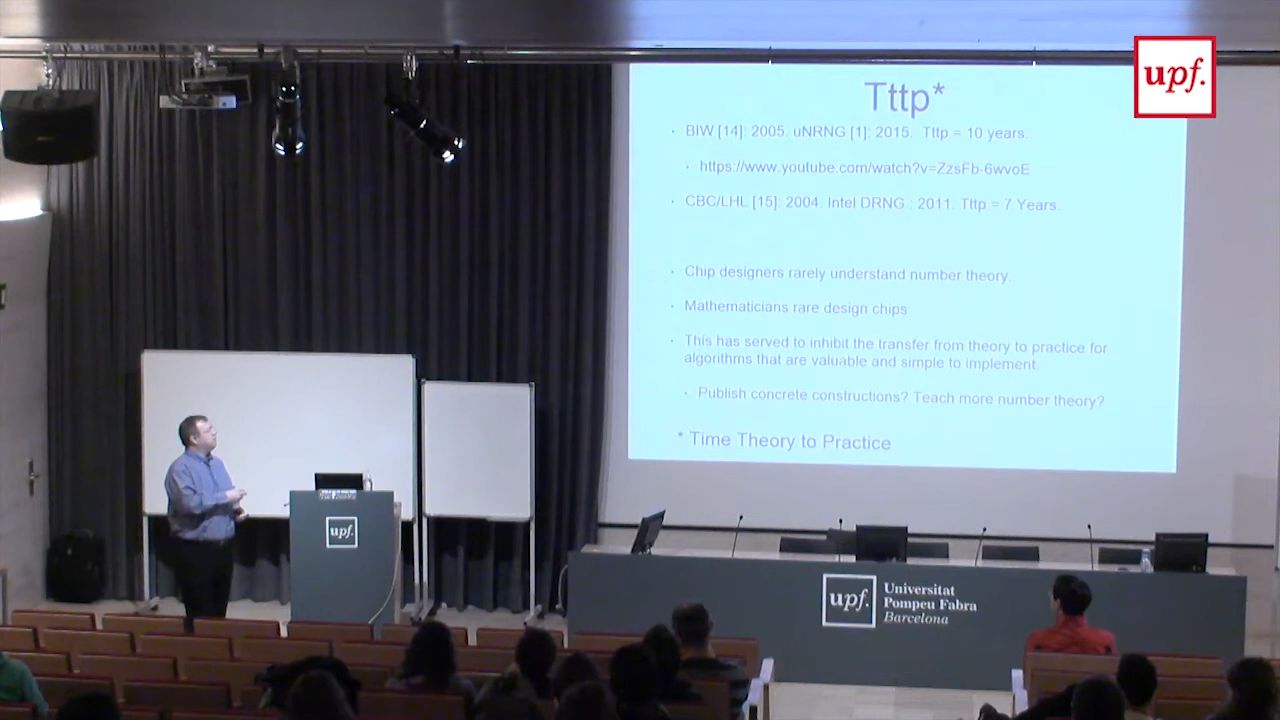 upf.
Tttp*
BIW [14]: 2005. uNRNG [1]: 2015. Tttp = 10 years.
https://www.youtube.com/watch?v=ZzsFb-6wvoE
CBC/LHL [15]: 2004. Intel DRNG : 2011. Tttp = 7 Years.
Chip designers rarely understand number theory.
Mathematicians rare design chips
This has served to inhibit the transfer from theory to practice for
algorithms that are valuable and simple to implement.
Publish concrete constructions? Teach more number theory?
* Time Theory to Practice
upf.
upf.
Universitat
Pompeu Fabra
Barcelona